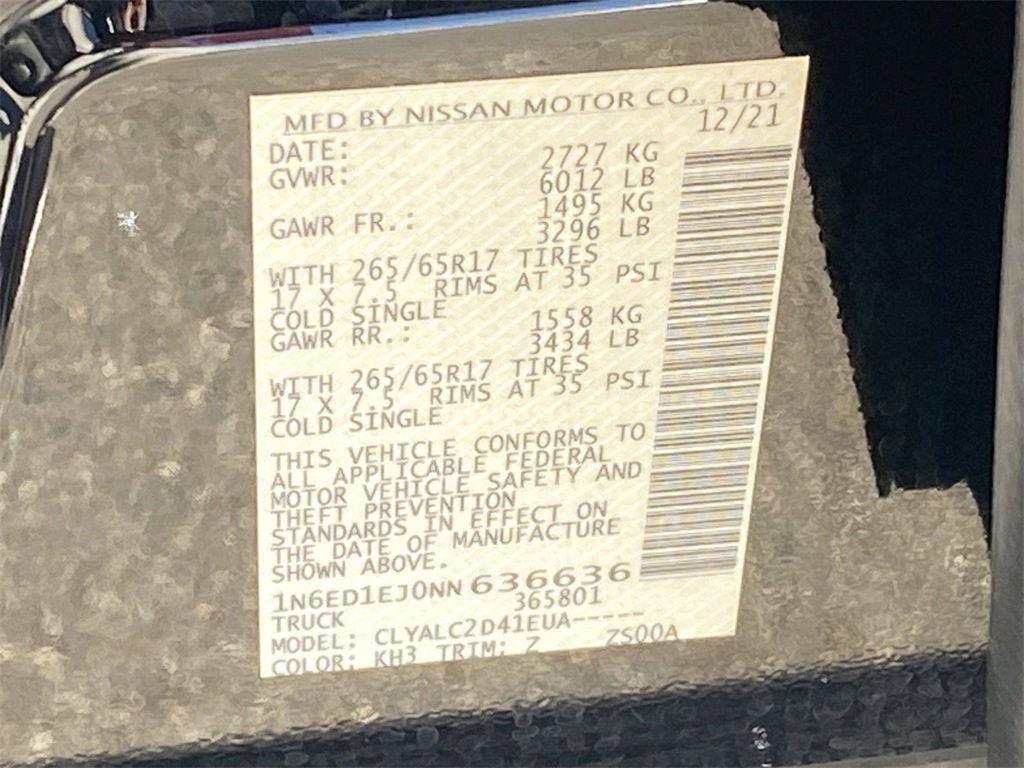 MFD BY NISSAN MOTOR CO., LTD.
DATE: 12/21
GVWR: 2727 KG
6012 LB
GAWR FR.: 1495 KG
3296 LB
WITH 265/65R17 TIRES
17 X 7.5 RIMS AT 35 PSI
COLD SINGLE
GAWR RR.: 1558 KG
3434 LB
WITH 265/65R17 TIRES
17 X 7.5 RIMS AT 35 PSI
COLD SINGLE
THIS VEHICLE CONFORMS TO
ALL APPLICABLE FEDERAL
MOTOR VEHICLE SAFETY AND
THEFT PREVENTION
STANDARDS IN EFFECT ON
THE DATE OF MANUFACTURE
SHOWN ABOVE.
1N6ED1EJ0NN636636
TRUCK 365801
MODEL: CLYALC2D41EUA-----
COLOR: KH3 TRIM: Z ZS00A